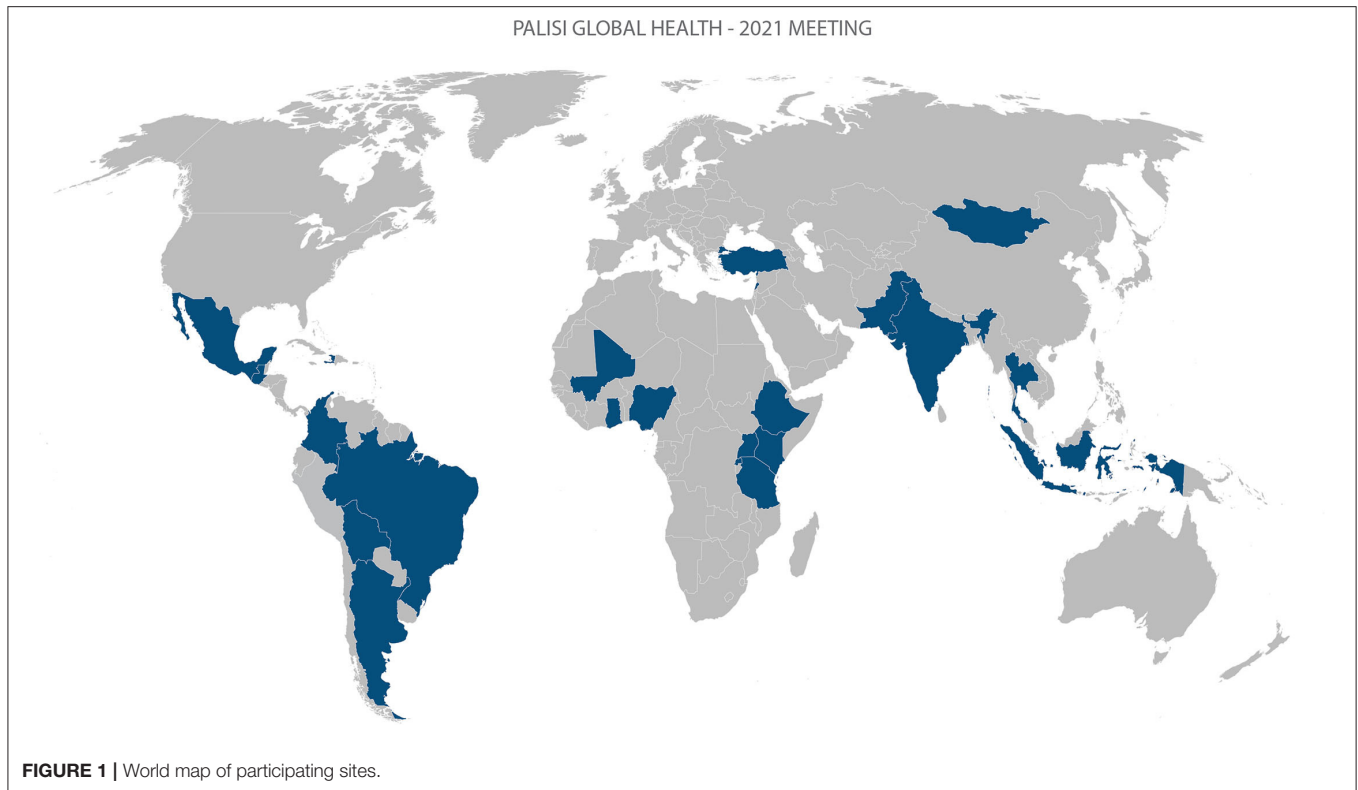 PALISI GLOBAL HEALTH - 2021 MEETING
FIGURE 1 | World map of participating sites.